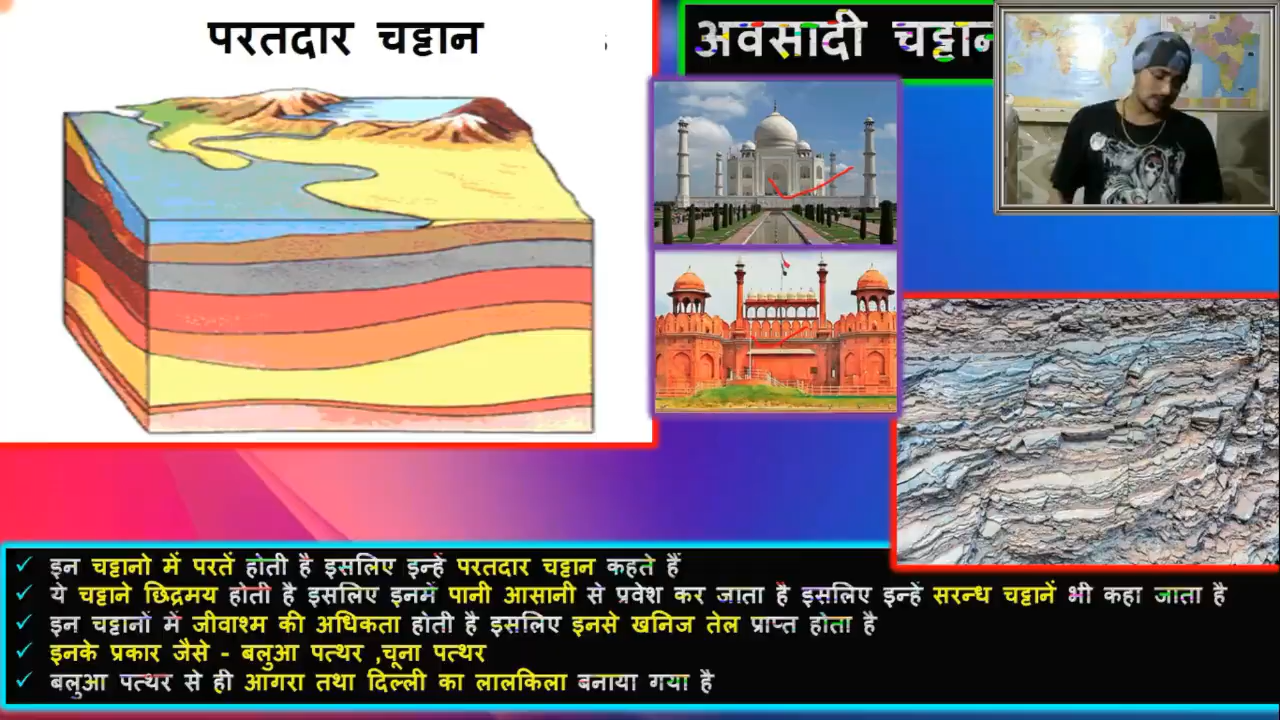 परतदार चट्टान
अवसादी चट्टान
इन चट्टानो में परतें होती है इसलिए इन्हें परतदार चट्टान कहते हैं
ये चट्टाने छिद्रमय होती है इसलिए इनमें पानी आसानी से प्रवेश कर जाता है इसलिए इन्हें सरन्ध चट्टानें भी कहा जाता है
इन चट्टानों में जीवाश्म की अधिकता होती है इसलिए इनसे खनिज तेल प्राप्त होता है
इनके प्रकार जैसे - बलुआ पत्थर ,चूना पत्थर
बलुआ पत्थर से ही आगरा तथा दिल्ली का लालकिला बनाया गया है